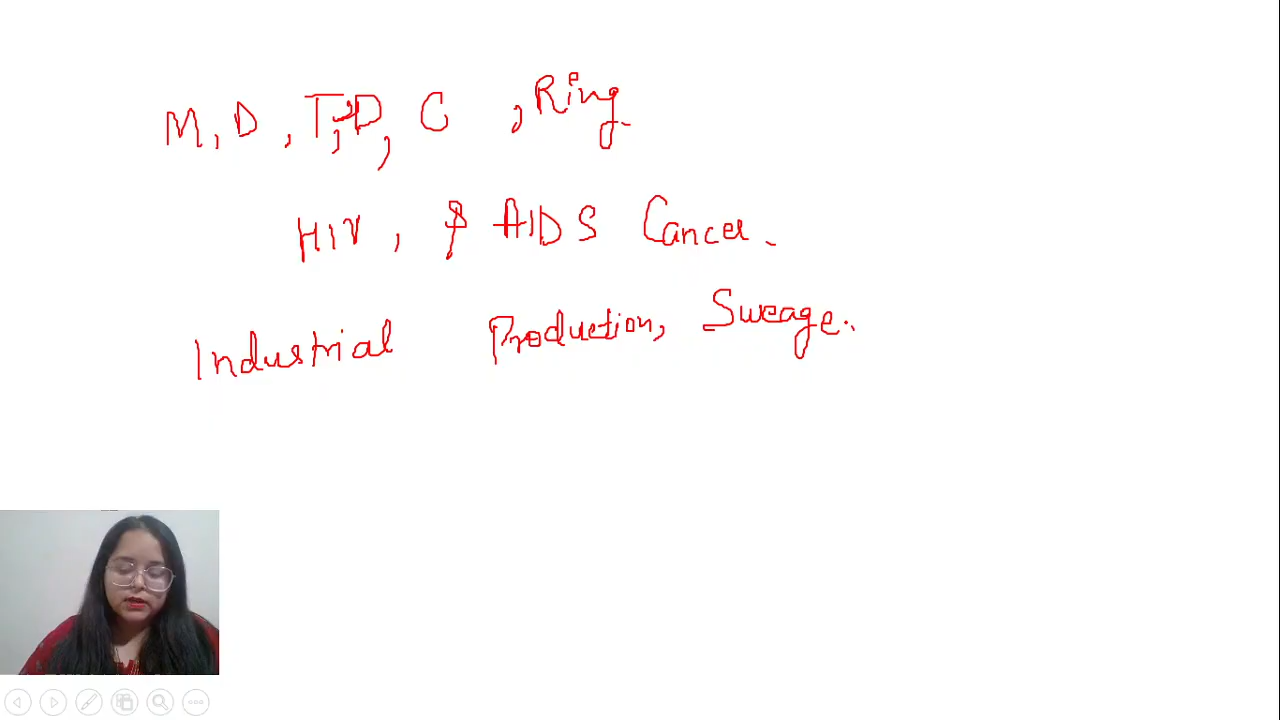 M, D, T, D, C , Ring.
HIV, & AIDS Cancer.
Industrial Production, Sweage.